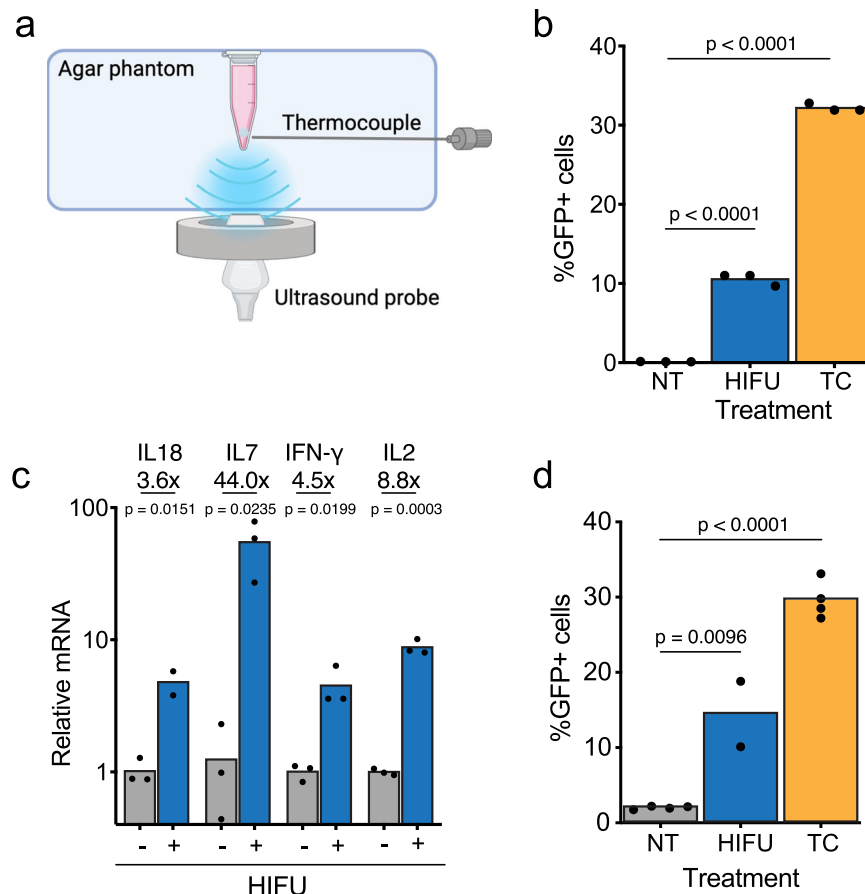 a
Agar phantom
Thermocouple
Ultrasound probe
b
40
30
20
10
0
%GFP+ cells
p < 0.0001
p < 0.0001
NT HIFU TC
Treatment
c
IL18 IL7 IFN-γ IL2
3.6x 44.0x 4.5x 8.8x
p = 0.0151 p = 0.0235 p = 0.0199 p = 0.0003
100
10
1
Relative mRNA
- + - + - + - +
HIFU
d
40
30
20
10
0
%GFP+ cells
p < 0.0001
p = 0.0096
NT HIFU TC
Treatment